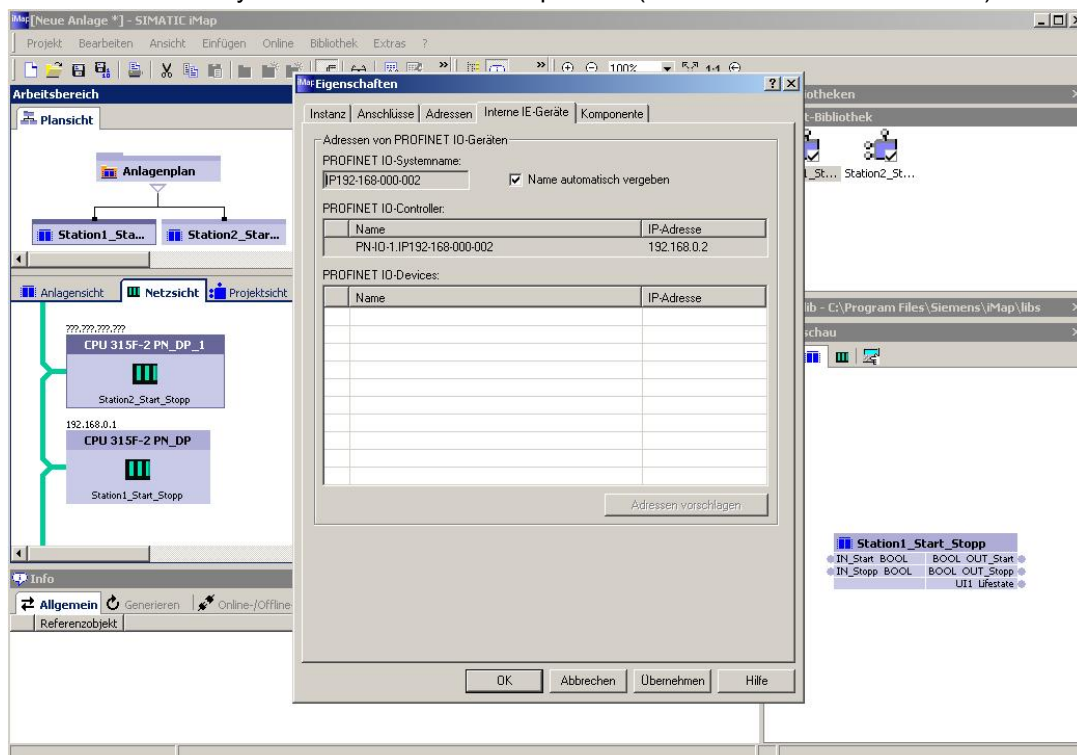 [Neue Anlage *] - SIMATIC iMap
Projekt Bearbeiten Ansicht Einfügen Online Bibliothek Extras ?
100%
Arbeitsbereich
Plansicht
Anlagenplan
Station1_Sta... Station2_Star...
Anlagensicht Netzsicht Projektsicht
???.???.???.???
CPU 315F-2 PN_DP_1
Station2_Start_Stopp
192.168.0.1
CPU 315F-2 PN_DP
Station1_Start_Stopp
Info
Allgemein Generieren Online-/Offline-
Referenzobjekt
Eigenschaften
Instanz Anschlüsse Adressen Interne IE-Geräte Komponente
Adressen von PROFINET IO-Geräten
PROFINET IO-Systemname:
IP192-168-000-002
Name automatisch vergeben
PROFINET IO-Controller:
Name IP-Adresse
PN-IO-1.IP192-168-000-002 192.168.0.2
PROFINET IO-Devices:
Name IP-Adresse
Adressen vorschlagen
OK Abbrechen Übernehmen Hilfe
iotheken
t-Bibliothek
_St... Station2_St...
lib - C:\Program Files\Siemens\iMap\libs
schau
Station1_Start_Stopp
IN_Start BOOL BOOL OUT_Start
IN_Stopp BOOL BOOL OUT_Stopp
UI1 Lifestate